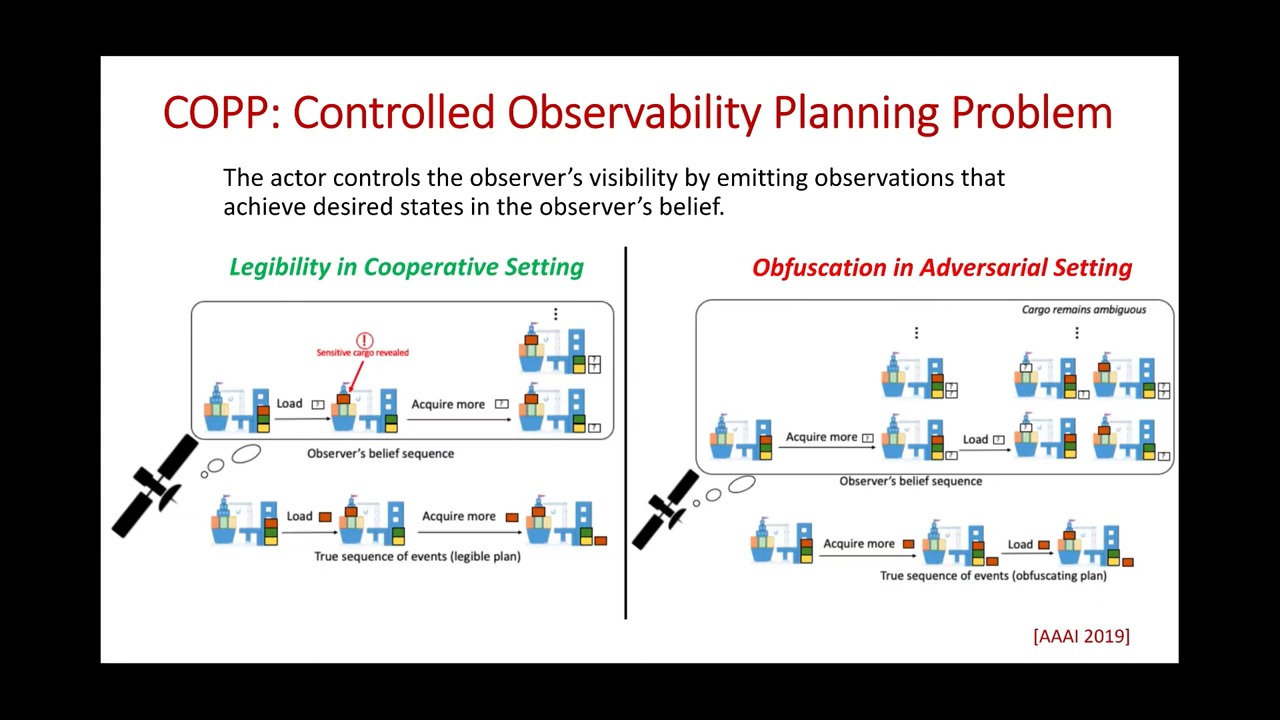 COPP: Controlled Observability Planning Problem
The actor controls the observer's visibility by emitting observations that
achieve desired states in the observer's belief.
Legibility in Cooperative Setting
Sensitive cargo revealed
Load ?
Acquire more ?
Observer's belief sequence
Load
Acquire more
True sequence of events (legible plan)
Obfuscation in Adversarial Setting
Cargo remains ambiguous
Acquire more ?
Load ?
Observer's belief sequence
Acquire more
Load
True sequence of events (obfuscating plan)
[AAAI 2019]